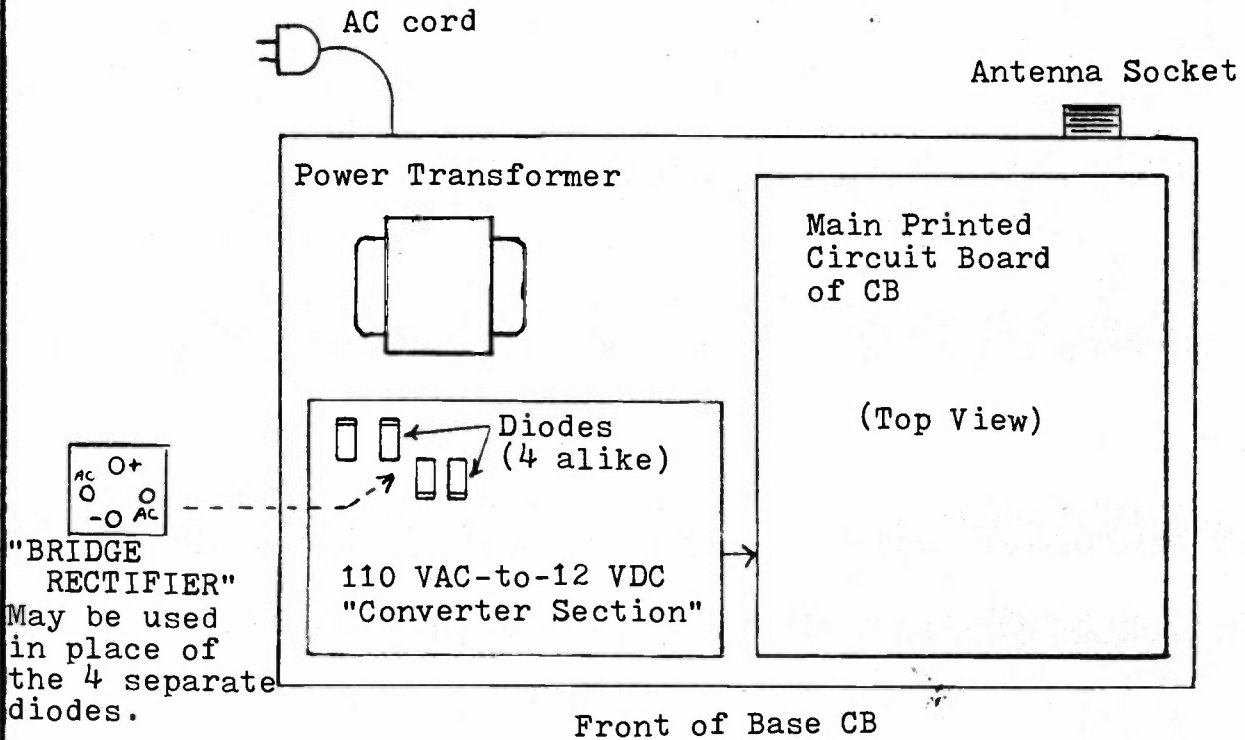 AC cord
Antenna Socket
Power Transformer
Main Printed
Circuit Board
of CB
(Top View)
Diodes
(4 alike)
AC O+
O O
-O AC
"BRIDGE
RECTIFIER"
May be used
in place of
the 4 separate
diodes.
110 VAC-to-12 VDC
"Converter Section"
Front of Base CB